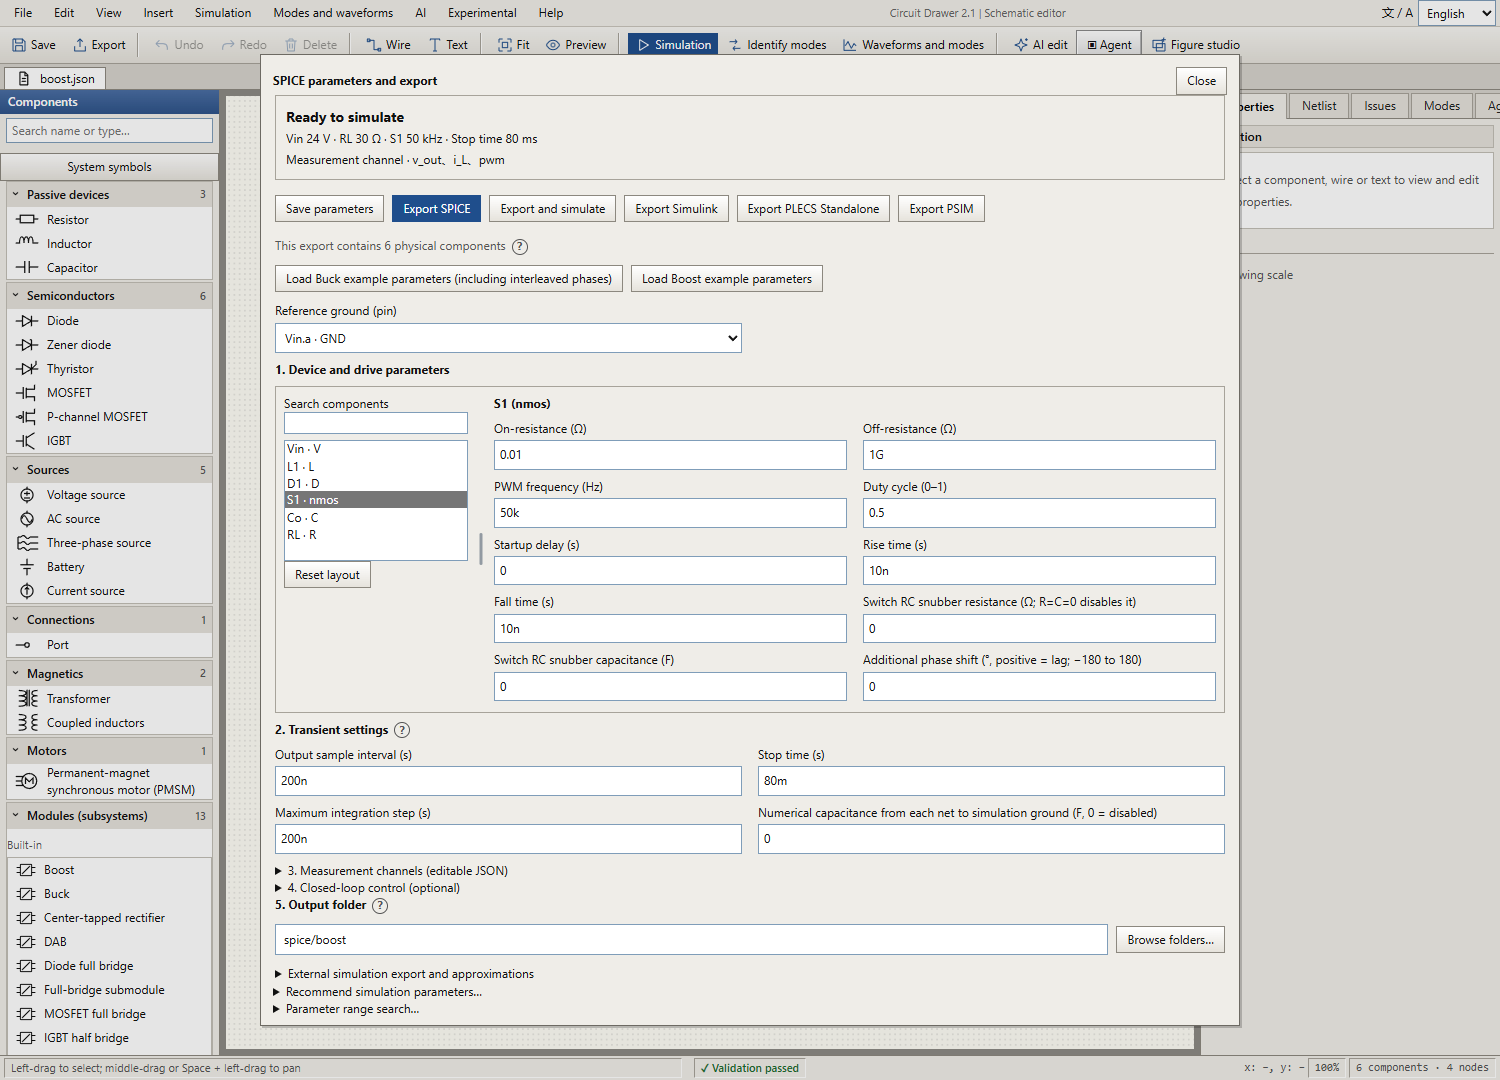 File Edit View Insert Simulation Modes and waveforms AI Experimental Help Circuit Drawer 2.1 | Schematic editor 文 / A English
Save Export Undo Redo Delete Wire Text Fit Preview Simulation Identify modes Waveforms and modes AI edit Agent Figure studio
boost.json
Components
Search name or type...
System symbols
Passive devices 3
Resistor
Inductor
Capacitor
Semiconductors 6
Diode
Zener diode
Thyristor
MOSFET
P-channel MOSFET
IGBT
Sources 5
Voltage source
AC source
Three-phase source
Battery
Current source
Connections 1
Port
Magnetics 2
Transformer
Coupled inductors
Motors 1
Permanent-magnet
synchronous motor (PMSM)
Modules (subsystems) 13
Built-in
Boost
Buck
Center-tapped rectifier
DAB
Diode full bridge
Full-bridge submodule
MOSFET full bridge
IGBT half bridge
SPICE parameters and export Close
Ready to simulate
Vin 24 V · RL 30 Ω · S1 50 kHz · Stop time 80 ms
Measurement channel · v_out、i_L、pwm
Save parameters Export SPICE Export and simulate Export Simulink Export PLECS Standalone Export PSIM
This export contains 6 physical components ?
Load Buck example parameters (including interleaved phases) Load Boost example parameters
Reference ground (pin)
Vin.a · GND
1. Device and drive parameters
Search components
Vin · V
L1 · L
D1 · D
S1 · nmos
Co · C
RL · R
Reset layout
S1 (nmos)
On-resistance (Ω) Off-resistance (Ω)
0.01 1G
PWM frequency (Hz) Duty cycle (0–1)
50k 0.5
Startup delay (s) Rise time (s)
0 10n
Fall time (s) Switch RC snubber resistance (Ω; R=C=0 disables it)
10n 0
Switch RC snubber capacitance (F) Additional phase shift (°, positive = lag; −180 to 180)
0 0
2. Transient settings ?
Output sample interval (s) Stop time (s)
200n 80m
Maximum integration step (s) Numerical capacitance from each net to simulation ground (F, 0 = disabled)
200n 0
3. Measurement channels (editable JSON)
4. Closed-loop control (optional)
5. Output folder ?
spice/boost Browse folders...
External simulation export and approximations
Recommend simulation parameters...
Parameter range search...
perties Netlist Issues Modes Ag
tion
ect a component, wire or text to view and edit
properties.
wing scale
Left-drag to select; middle-drag or Space + left-drag to pan ✓ Validation passed x: –, y: – 100% 6 components · 4 nodes